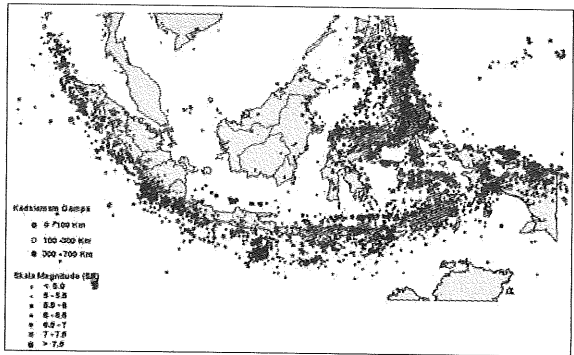 Kedalaman Gempa
0 - 100 Km
100 -300 Km
300 - 700 Km
Skala Magnitude (SR)
< 5.0
5 - 5.5
5.5 - 6
6 - 6.5
6.5 - 7
7 - 7.5
> 7.5